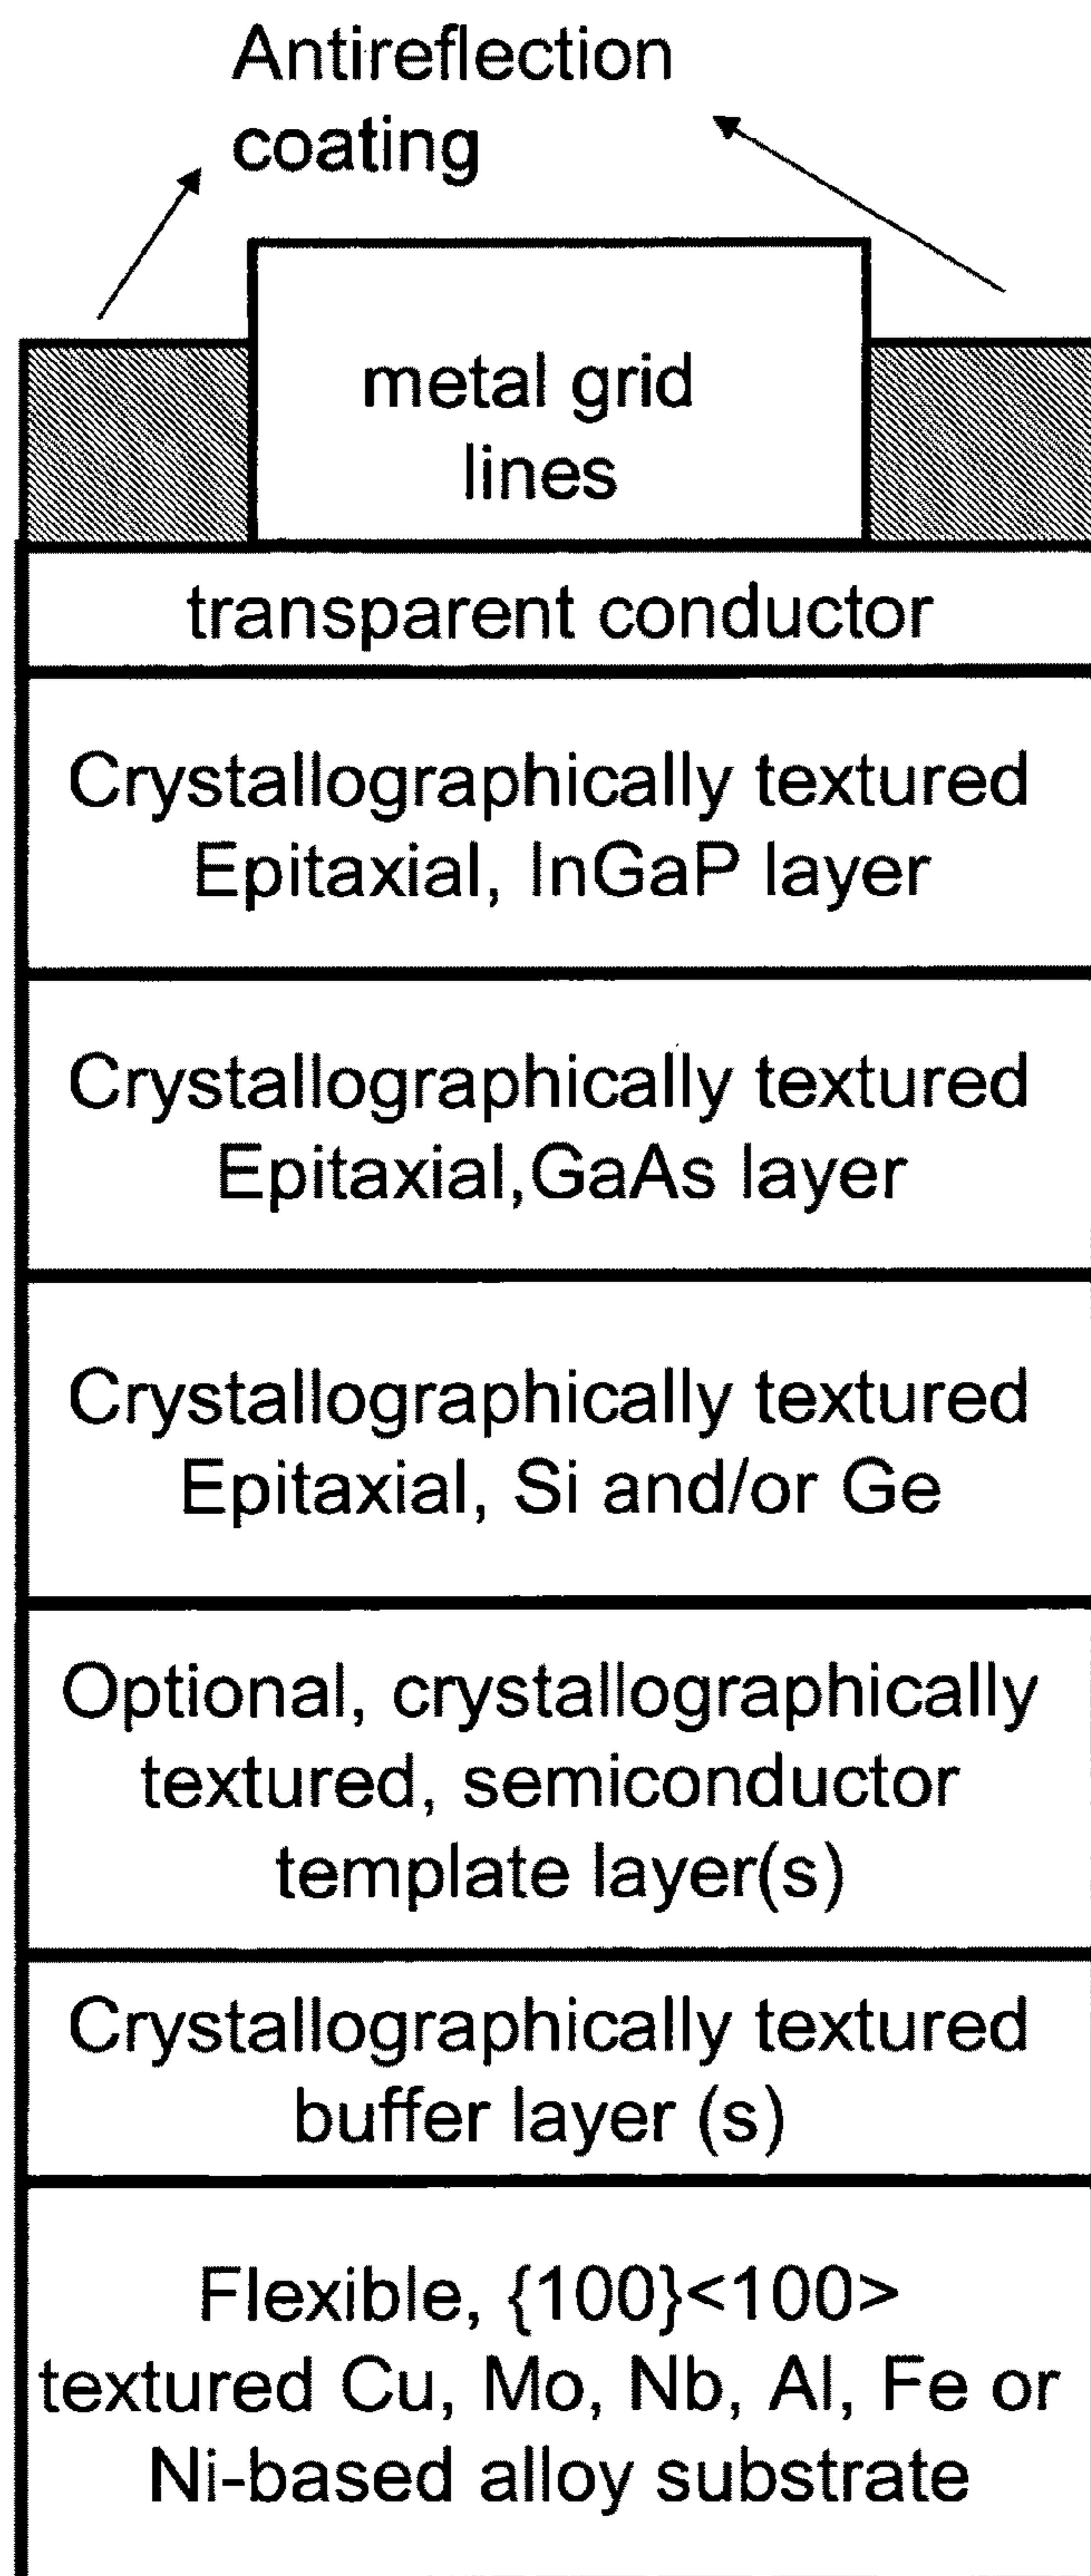 Antireflection
coating
metal grid
lines
transparent conductor
Crystallographically textured
Epitaxial, InGaP layer
Crystallographically textured
Epitaxial,GaAs layer
Crystallographically textured
Epitaxial, Si and/or Ge
Optional, crystallographically
textured, semiconductor
template layer(s)
Crystallographically textured
buffer layer (s)
Flexible, {100}<100>
textured Cu, Mo, Nb, Al, Fe or
Ni-based alloy substrate